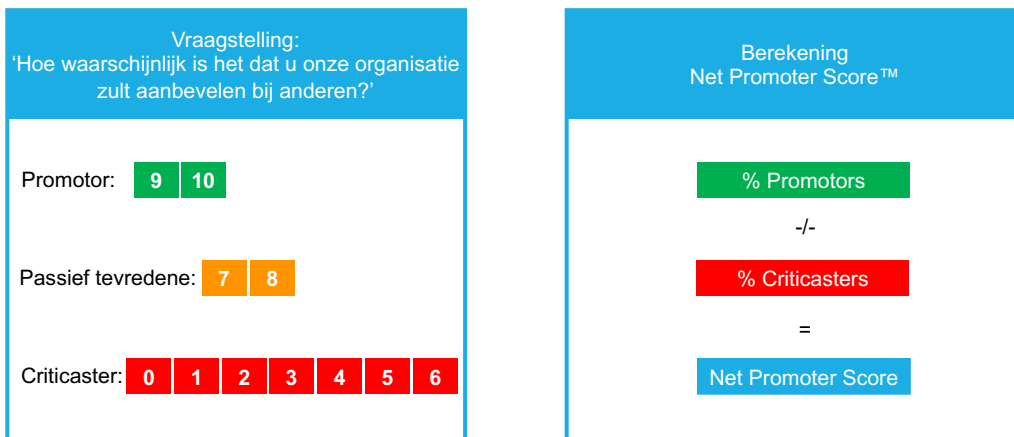 Vraagstelling:
‘Hoe waarschijnlijk is het dat u onze organisatie
zult aanbevelen bij anderen?’
Promotor: 9 10
Passief tevredene: 7 8
Criticaster: 0 1 2 3 4 5 6
Berekening
Net Promoter Score™
% Promotors
-/-
% Criticasters
=
Net Promoter Score